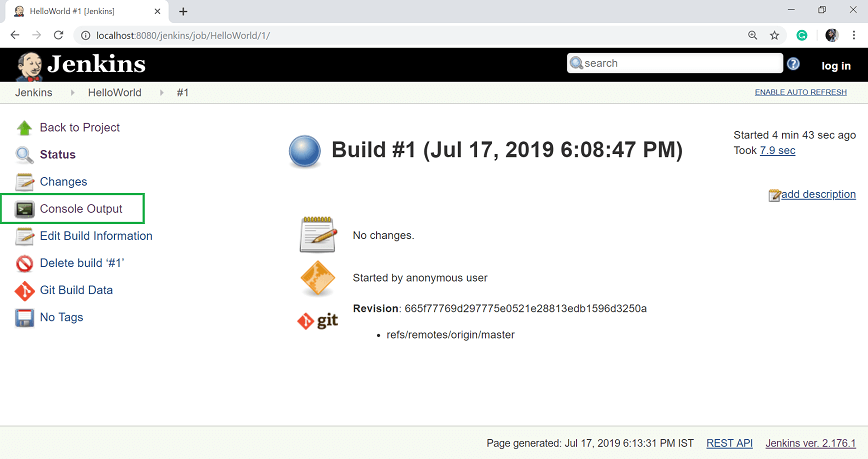 HelloWorld #1 [Jenkins]
localhost:8080/jenkins/job/HelloWorld/1/
Jenkins
search
log in
Jenkins HelloWorld #1
ENABLE AUTO REFRESH
Back to Project
Status
Changes
Console Output
Edit Build Information
Delete build ‘#1’
Git Build Data
No Tags
Build #1 (Jul 17, 2019 6:08:47 PM)
Started 4 min 43 sec ago
Took 7.9 sec
add description
No changes.
Started by anonymous user
git
Revision: 665f77769d297775e0521e28813edb1596d3250a
refs/remotes/origin/master
Page generated: Jul 17, 2019 6:13:31 PM IST REST API Jenkins ver. 2.176.1